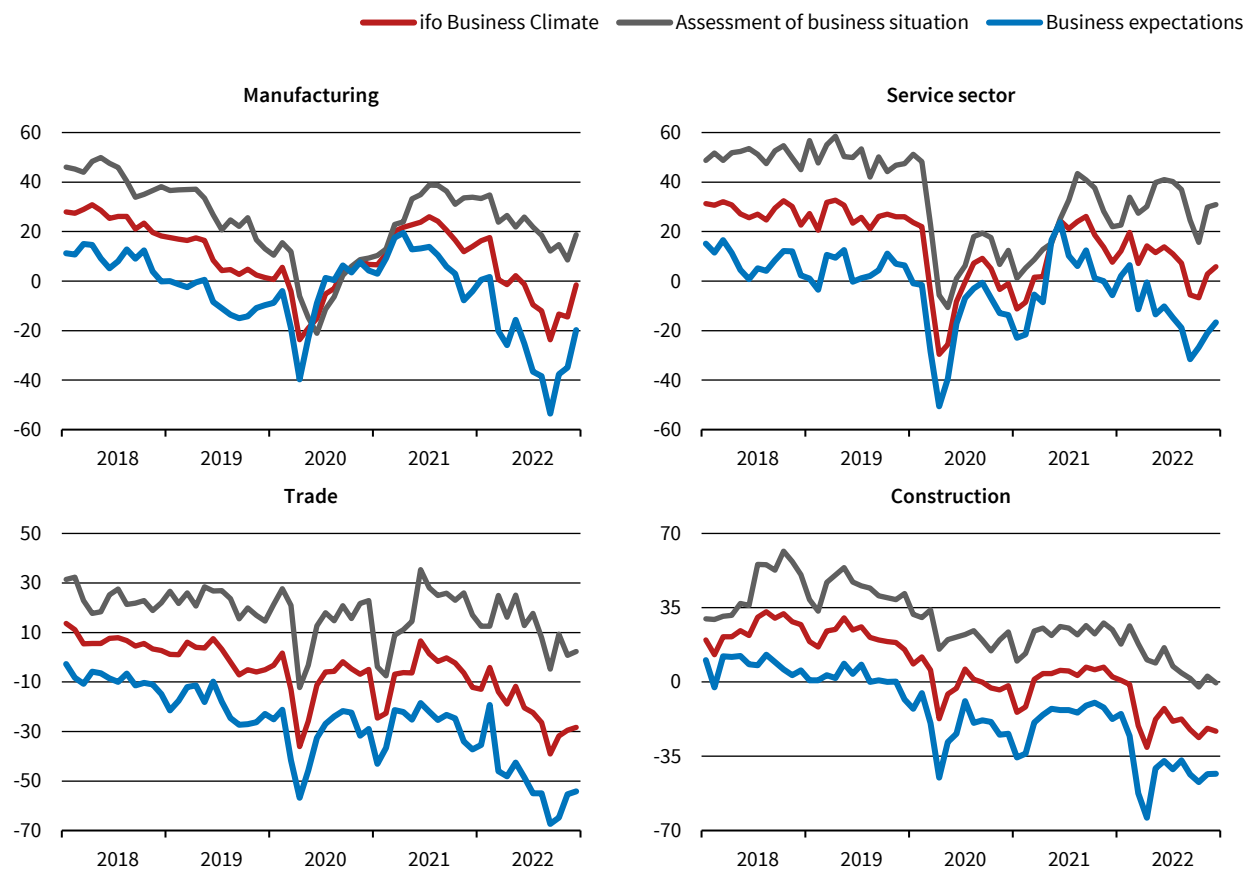 ifo Business Climate Assessment of business situation Business expectations
Manufacturing
60
40
20
0
-20
-40
-60
2018 2019 2020 2021 2022
Service sector
60
40
20
0
-20
-40
-60
2018 2019 2020 2021 2022
Trade
50
30
10
-10
-30
-50
-70
2018 2019 2020 2021 2022
Construction
70
35
0
-35
-70
2018 2019 2020 2021 2022